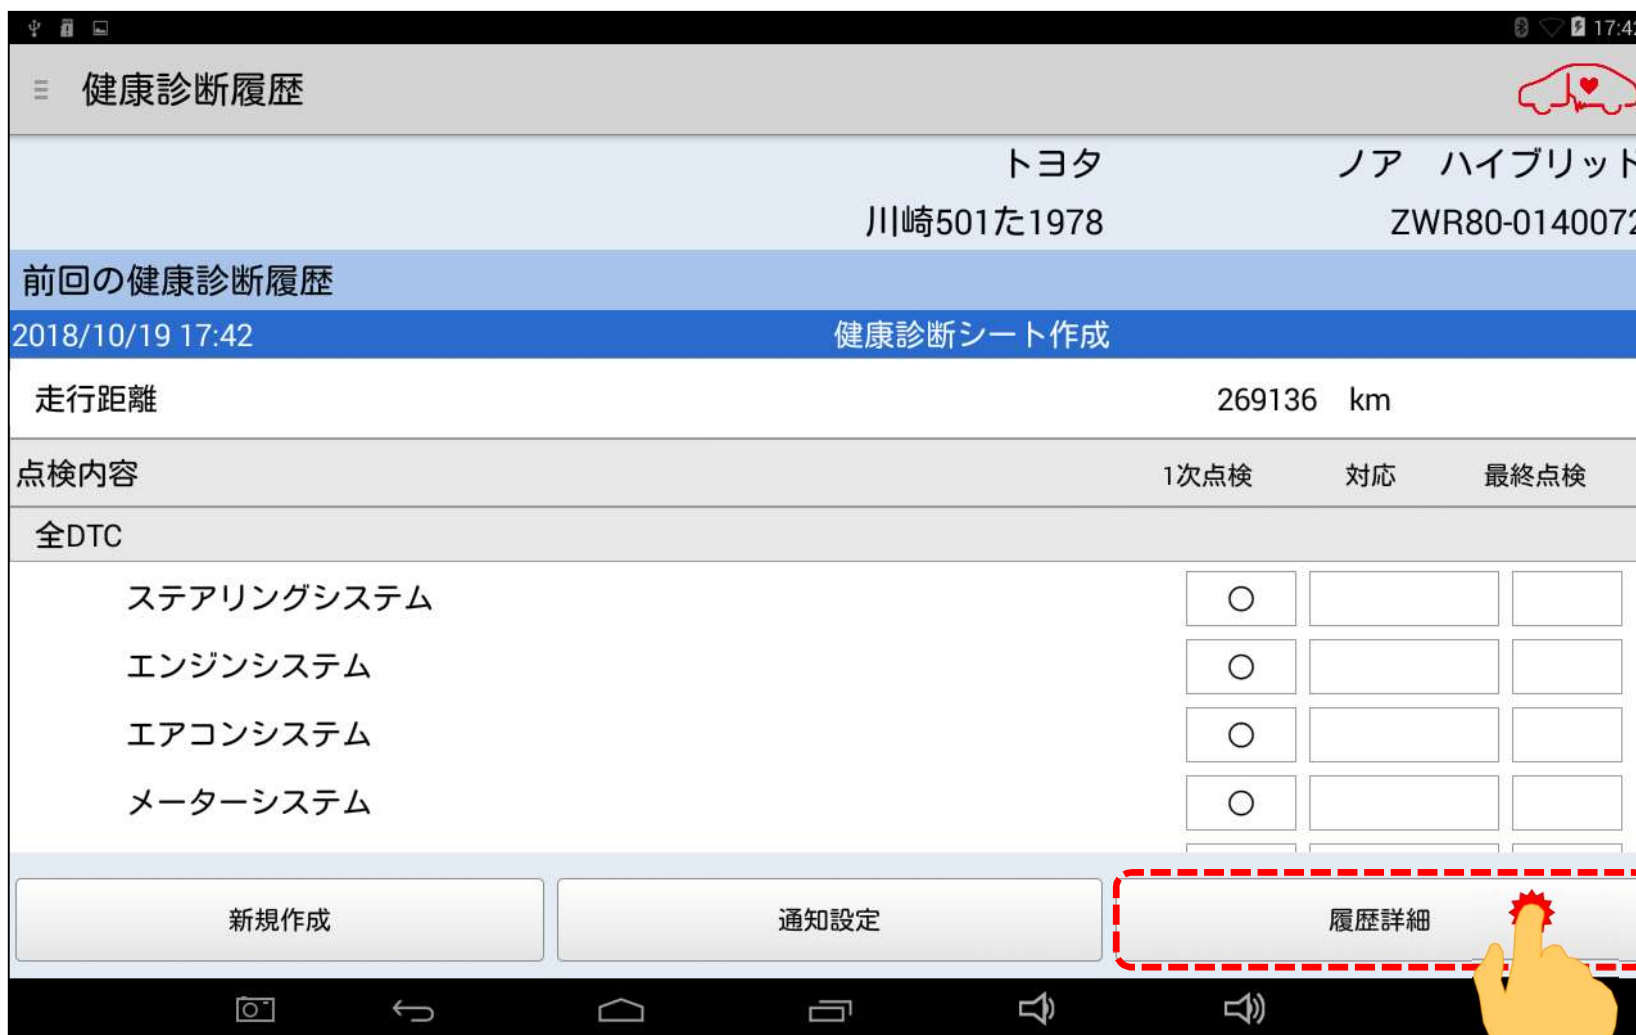 17:42
健康診断履歴
トヨタ ノア ハイブリッド
川崎501た1978 ZWR80-0140072
前回の健康診断履歴
2018/10/19 17:42 健康診断シート作成
走行距離 269136 km
点検内容 1次点検 対応 最終点検
全DTC
ステアリングシステム ○
エンジンシステム ○
エアコンシステム ○
メーターシステム ○
新規作成 通知設定 履歴詳細